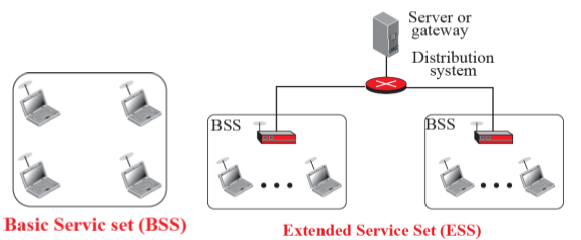 Server or
gateway
Distribution
system
BSS
BSS
Basic Servic set (BSS)
Extended Service Set (ESS)